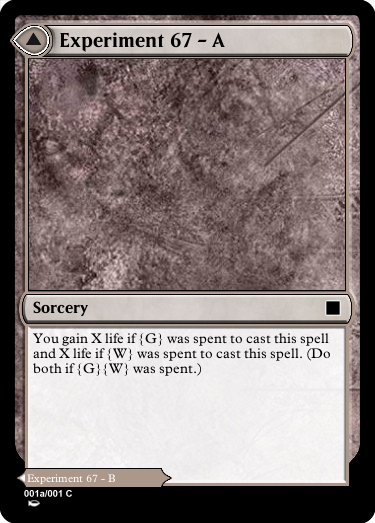 Experiment 67 – A
Sorcery
You gain X life if {G} was spent to cast this spell
and X life if {W} was spent to cast this spell. (Do
both if {G}{W} was spent.)
Experiment 67 - B
001a/001 C